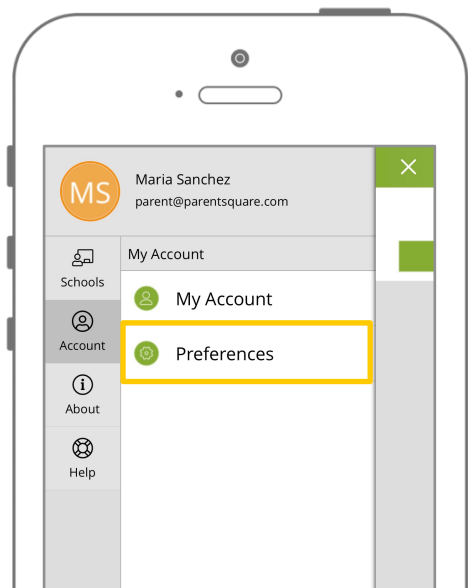 MS
Maria Sanchez
parent@parentsquare.com
Schools
Account
About
Help
My Account
My Account
Preferences